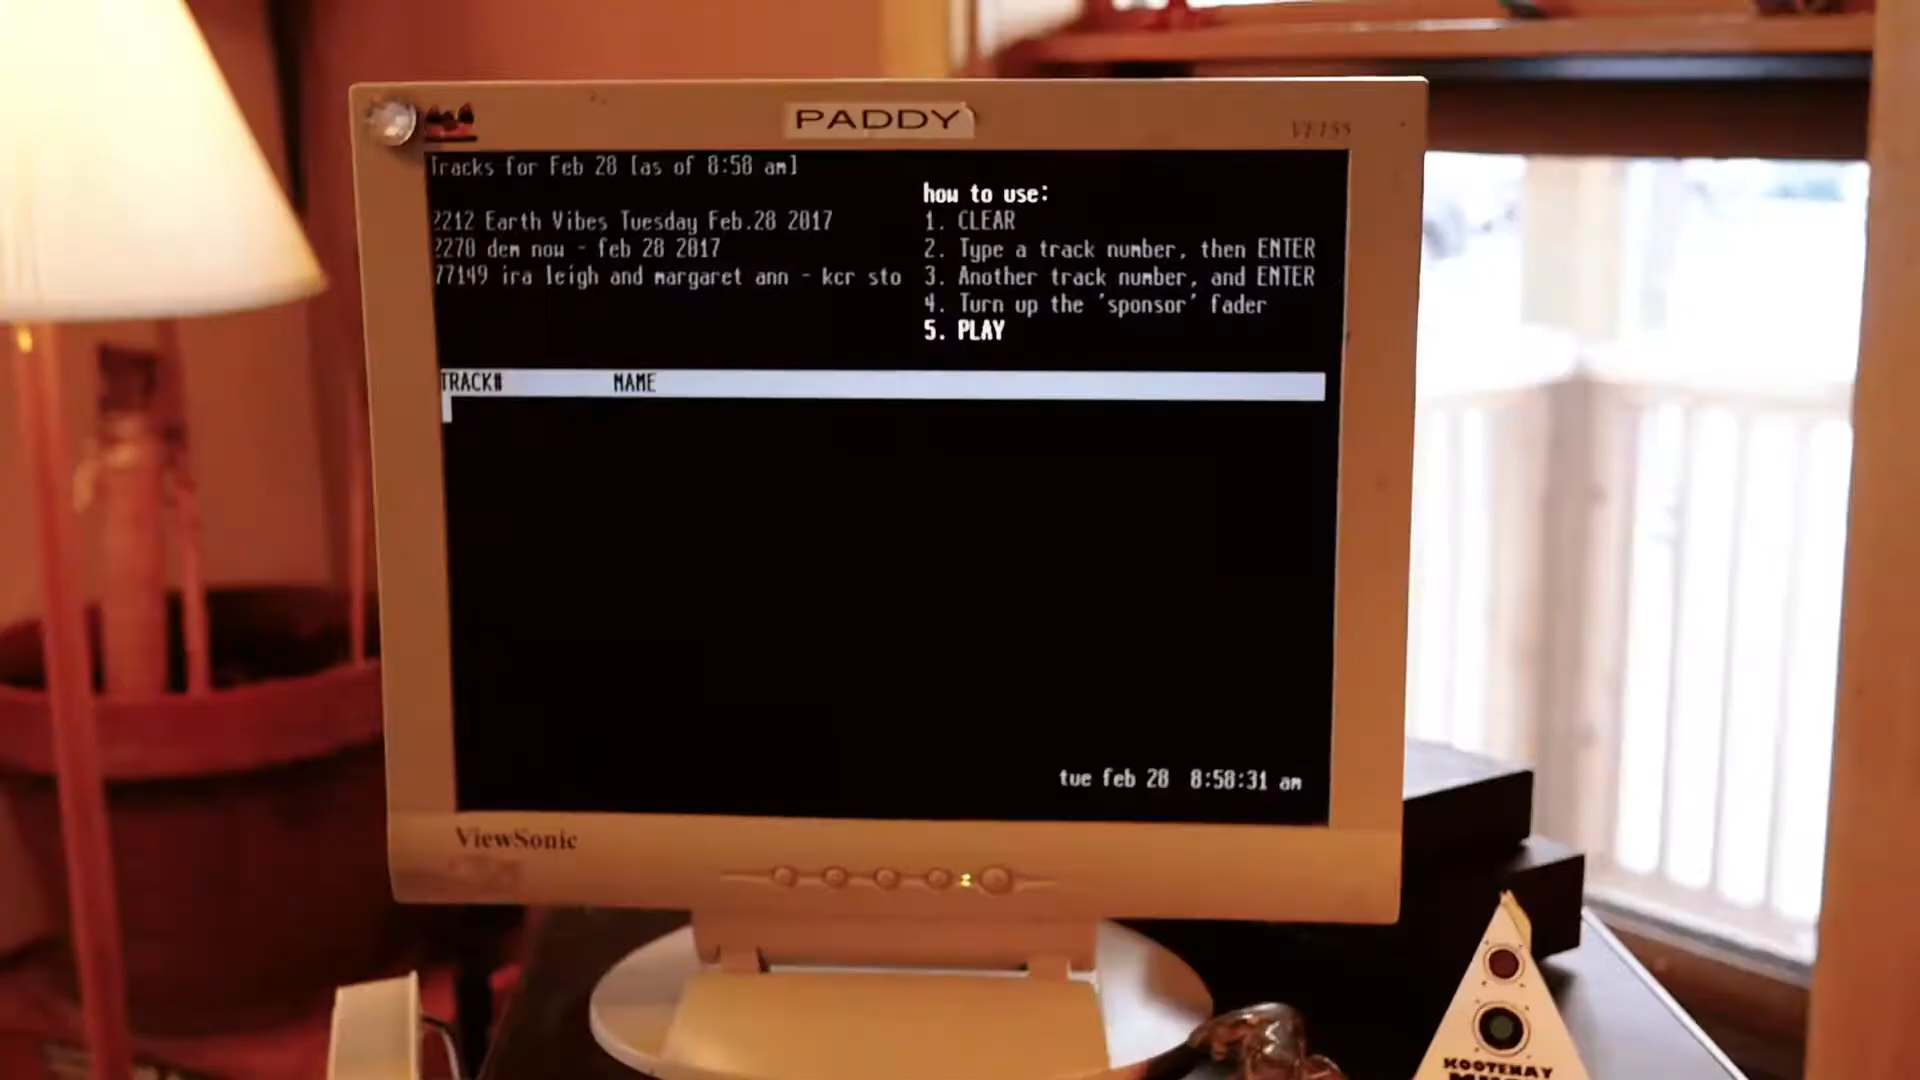 PADDY
Tracks for Feb 28 [as of 8:58 am]
2212 Earth Vibes Tuesday Feb.28 2017
2270 dem now - feb 28 2017
77149 ira leigh and margaret ann - kcr sto
how to use:
1. CLEAR
2. Type a track number, then ENTER
3. Another track number, and ENTER
4. Turn up the 'sponsor' fader
5. PLAY
TRACK# NAME
tue feb 28 8:58:31 am
ViewSonic
KOOTENAY